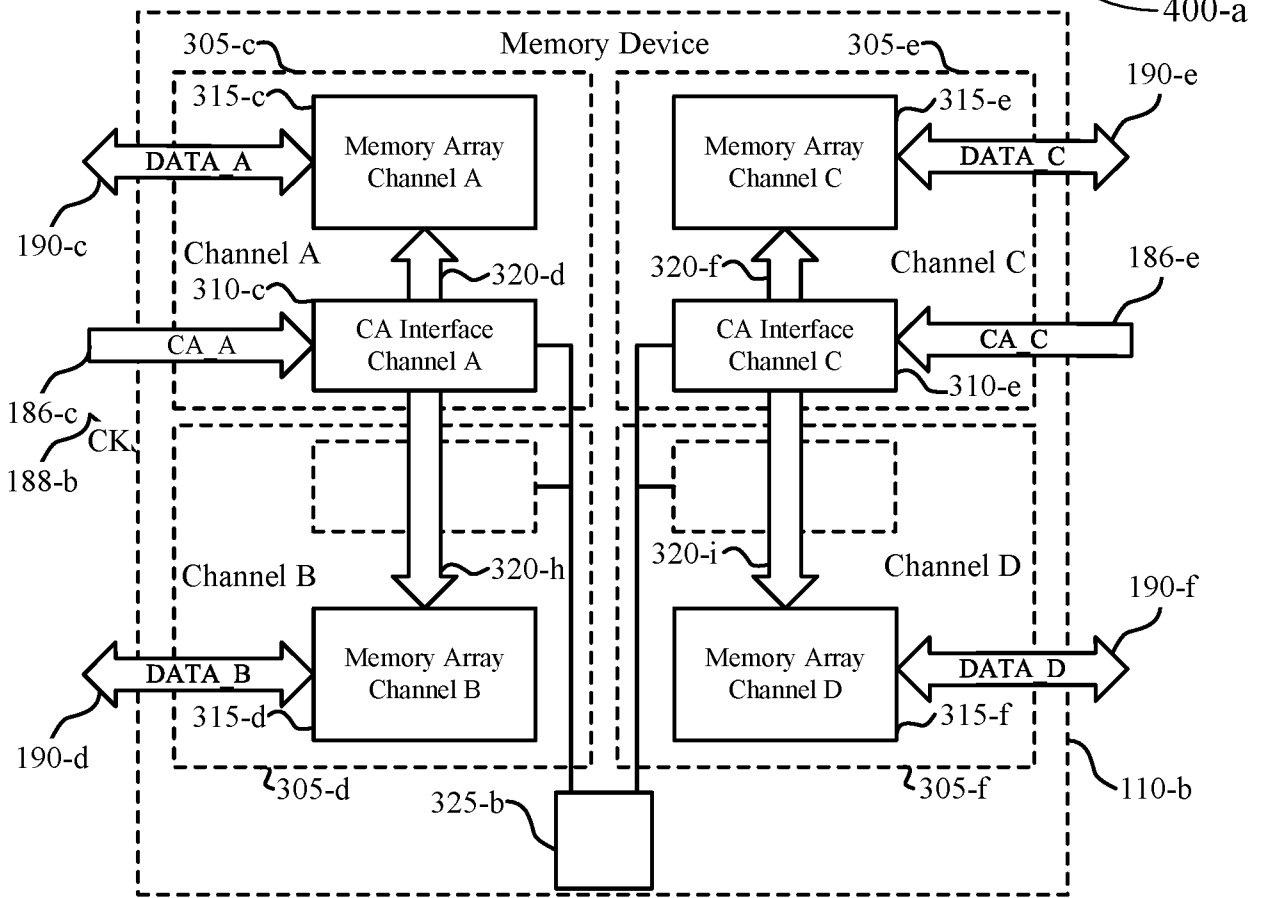 400-a
305-c
Memory Device
305-e
190-e
315-c
315-e
Memory Array
Channel A
Memory Array
Channel C
DATA_A
DATA_C
190-c
Channel A
320-d
320-f
Channel C
186-e
310-c
CA_A
CA Interface
Channel A
CA Interface
Channel C
CA_C
310-e
186-c
CK
188-b
Channel B
320-h
320-i
Channel D
190-f
Memory Array
Channel B
Memory Array
Channel D
DATA_B
DATA_D
315-d
315-f
190-d
305-d
325-b
305-f
110-b